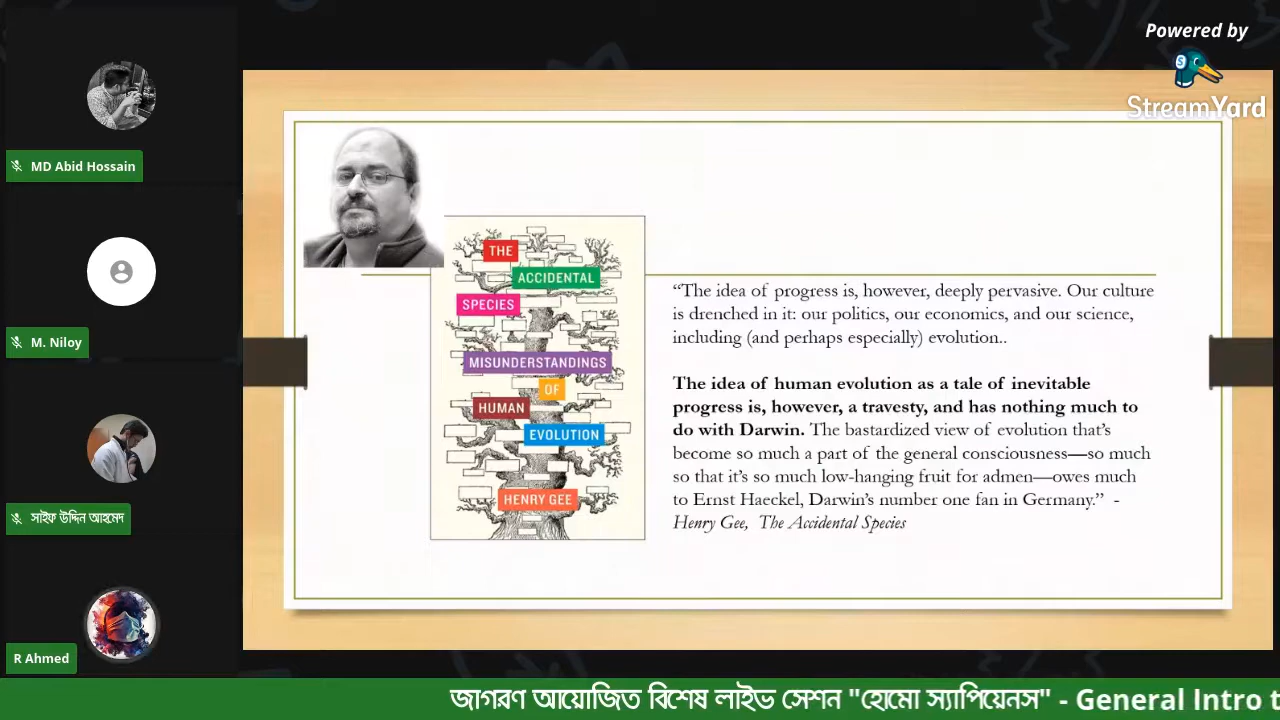 Powered by
StreamYard
MD Abid Hossain
M. Niloy
সাইফ উদ্দিন আহমেদ
R Ahmed
THE
ACCIDENTAL
SPECIES
MISUNDERSTANDINGS
OF
HUMAN
EVOLUTION
HENRY GEE
“The idea of progress is, however, deeply pervasive. Our culture
is drenched in it: our politics, our economics, and our science,
including (and perhaps especially) evolution..
The idea of human evolution as a tale of inevitable
progress is, however, a travesty, and has nothing much to
do with Darwin. The bastardized view of evolution that’s
become so much a part of the general consciousness—so much
so that it’s so much low-hanging fruit for admen—owes much
to Ernst Haeckel, Darwin’s number one fan in Germany.” -
Henry Gee, The Accidental Species
জাগরণ আয়োজিত বিশেষ লাইভ সেশন "হোমো স্যাপিয়েনস" - General Intro t